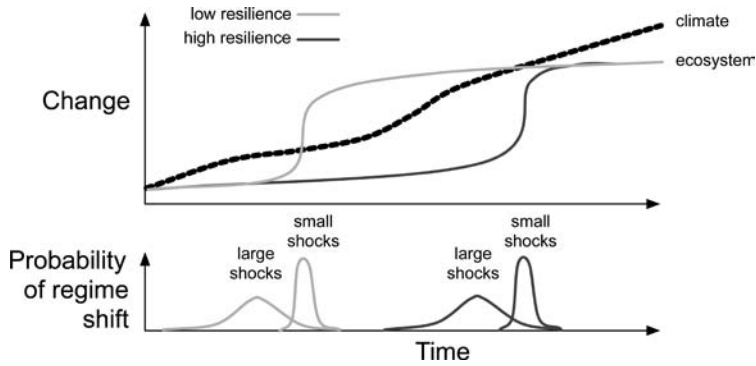 low resilience
high resilience
climate
ecosystem
Change
small
shocks
large
shocks
small
shocks
large
shocks
Probability
of regime
shift
Time